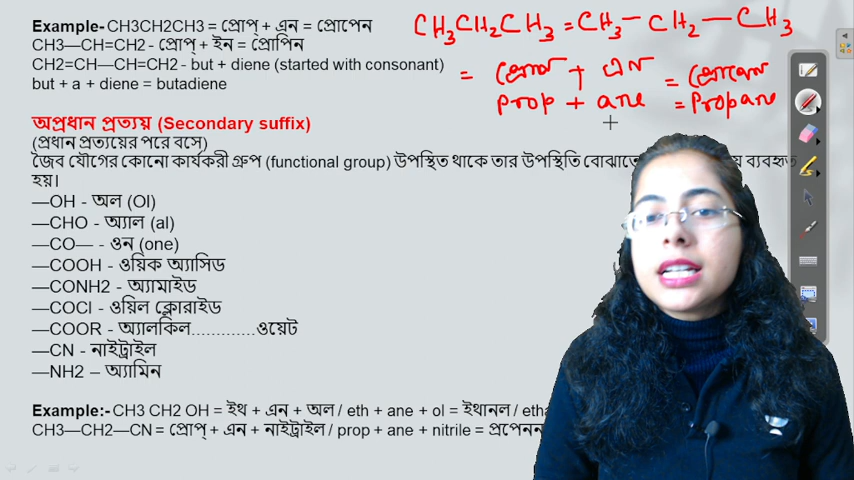 Example- CH3CH2CH3 = প্রোপ্ + এন = প্রোপেন
CH3—CH=CH2 - প্রোপ্ + ইন = প্রোপিন
CH2=CH—CH=CH2 - but + diene (started with consonant)
but + a + diene = butadiene
CH3CH2CH3 = CH3— CH2 — CH3
= প্রোপ + এন = প্রোপেন
Prop + ane = Propane
অপ্রধান প্রত্যয় (Secondary suffix)
(প্রধান প্রত্যয়ের পরে বসে)
জৈব যৌগের কোনো কার্যকরী গ্রুপ (functional group) উপস্থিত থাকে তার উপস্থিতি বোঝাতে ব্যবহৃত
হয়।
—OH - অল (Ol)
—CHO - অ্যাল (al)
—CO— - ওন (one)
—COOH - ওয়িক অ্যাসিড
—CONH2 - অ্যামাইড
—COCl - ওয়িল ক্লোরাইড
—COOR - অ্যালকিল.............ওয়েট
—CN - নাইট্রাইল
—NH2 – অ্যামিন
Example:- CH3 CH2 OH = ইথ + এন + অল / eth + ane + ol = ইথানল /
CH3—CH2—CN = প্রোপ্ + এন + নাইট্রাইল / prop + ane + nitrile =